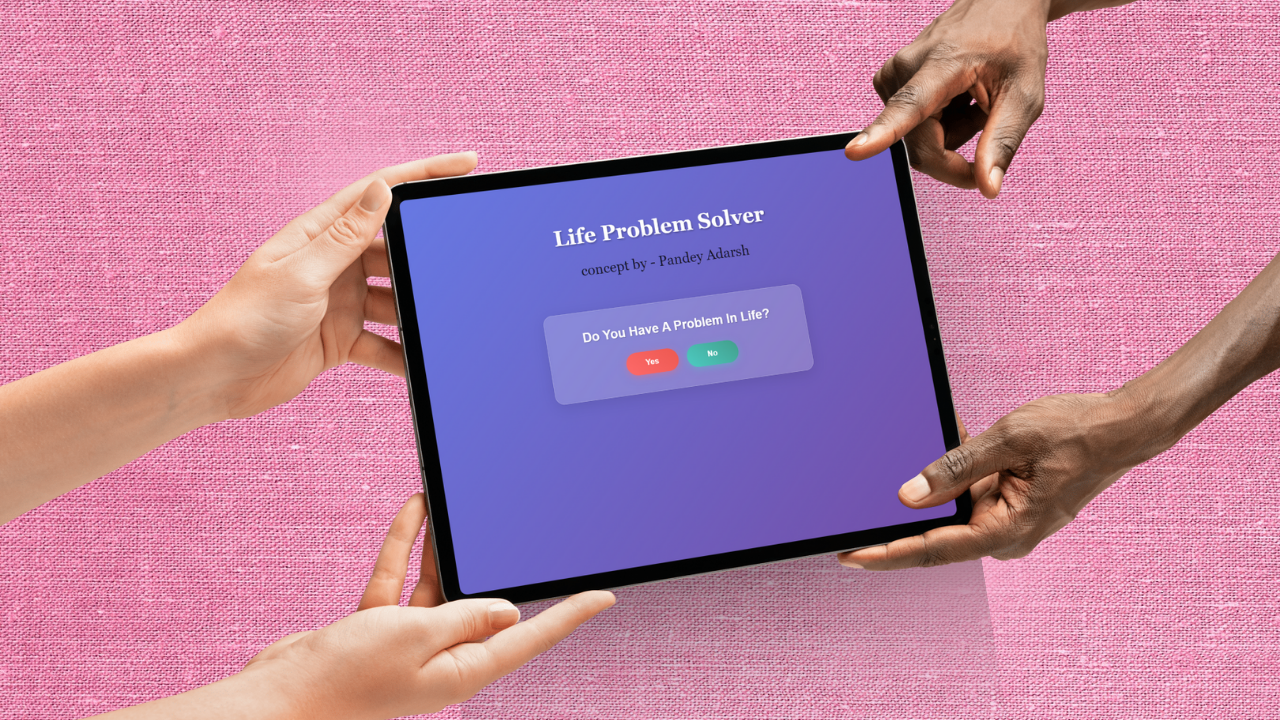 Life Problem Solver
concept by - Pandey Adarsh
Do You Have A Problem In Life?
Yes
No